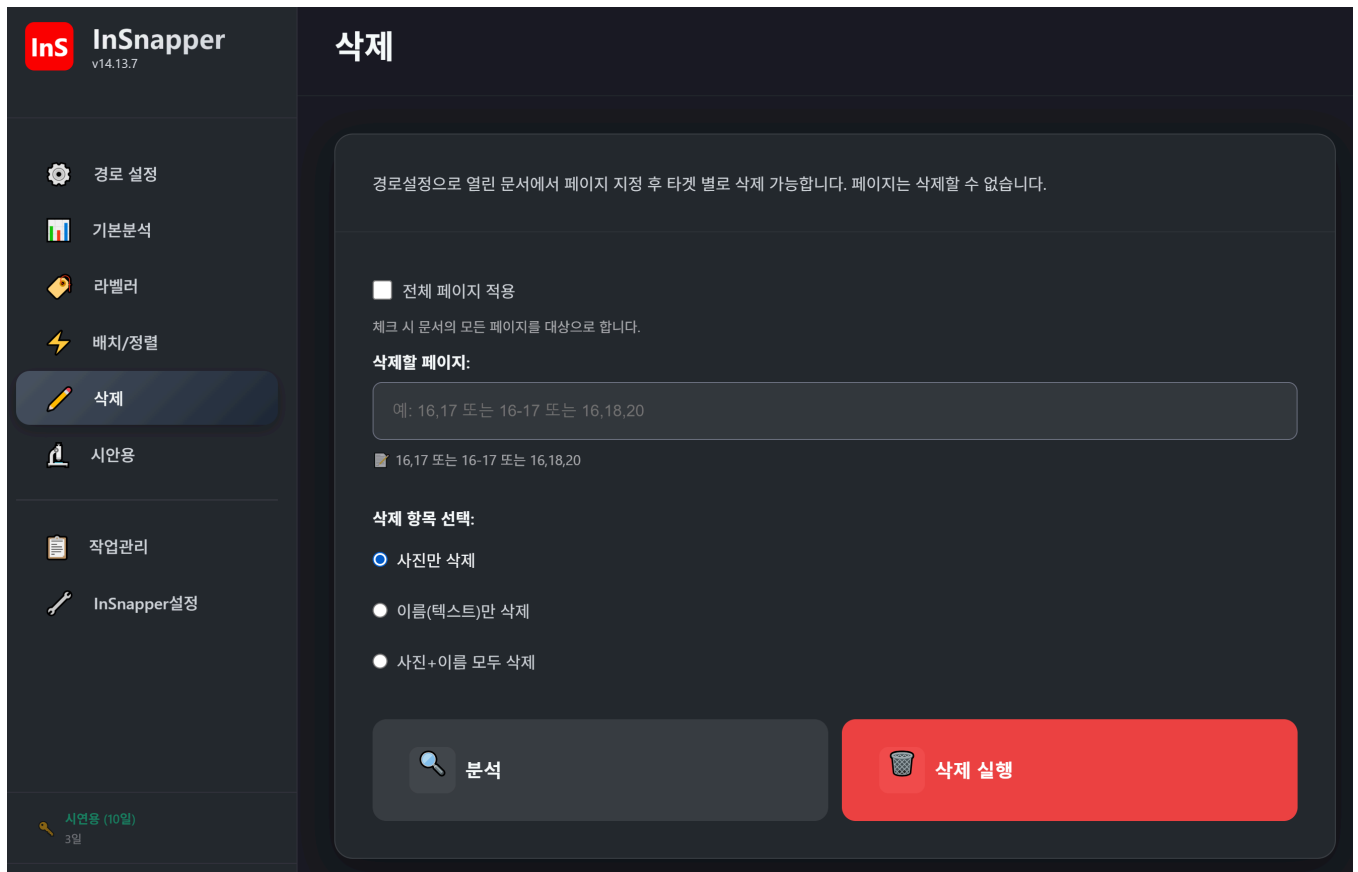 InS
InSnapper
v14.13.7
경로 설정
기본분석
라벨러
배치/정렬
삭제
시안용
작업관리
InSnapper설정
시연용 (10일)
3일
삭제
경로설정으로 열린 문서에서 페이지 지정 후 타겟 별로 삭제 가능합니다. 페이지는 삭제할 수 없습니다.
전체 페이지 적용
체크 시 문서의 모든 페이지를 대상으로 합니다.
삭제할 페이지:
예: 16,17 또는 16-17 또는 16,18,20
16,17 또는 16-17 또는 16,18,20
삭제 항목 선택:
사진만 삭제
이름(텍스트)만 삭제
사진+이름 모두 삭제
분석
삭제 실행